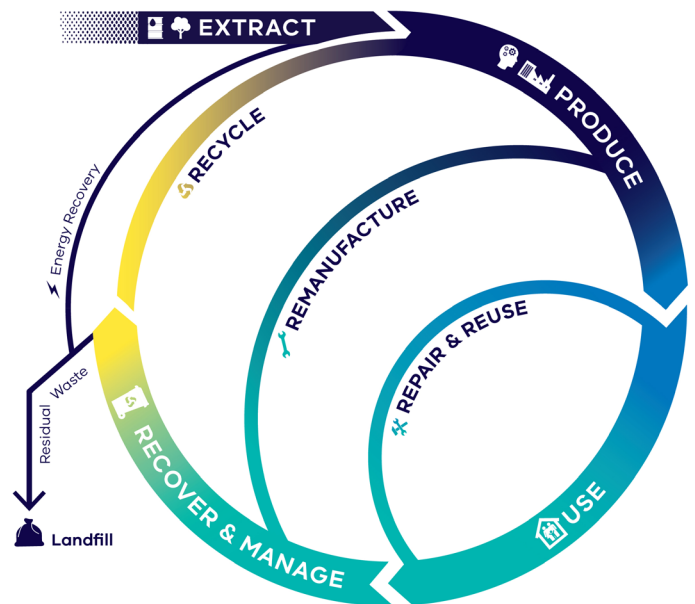 EXTRACT
PRODUCE
RECYCLE
Energy Recovery
REMANUFACTURE
REPAIR & REUSE
Residual Waste
RECOVER & MANAGE
USE
Landfill